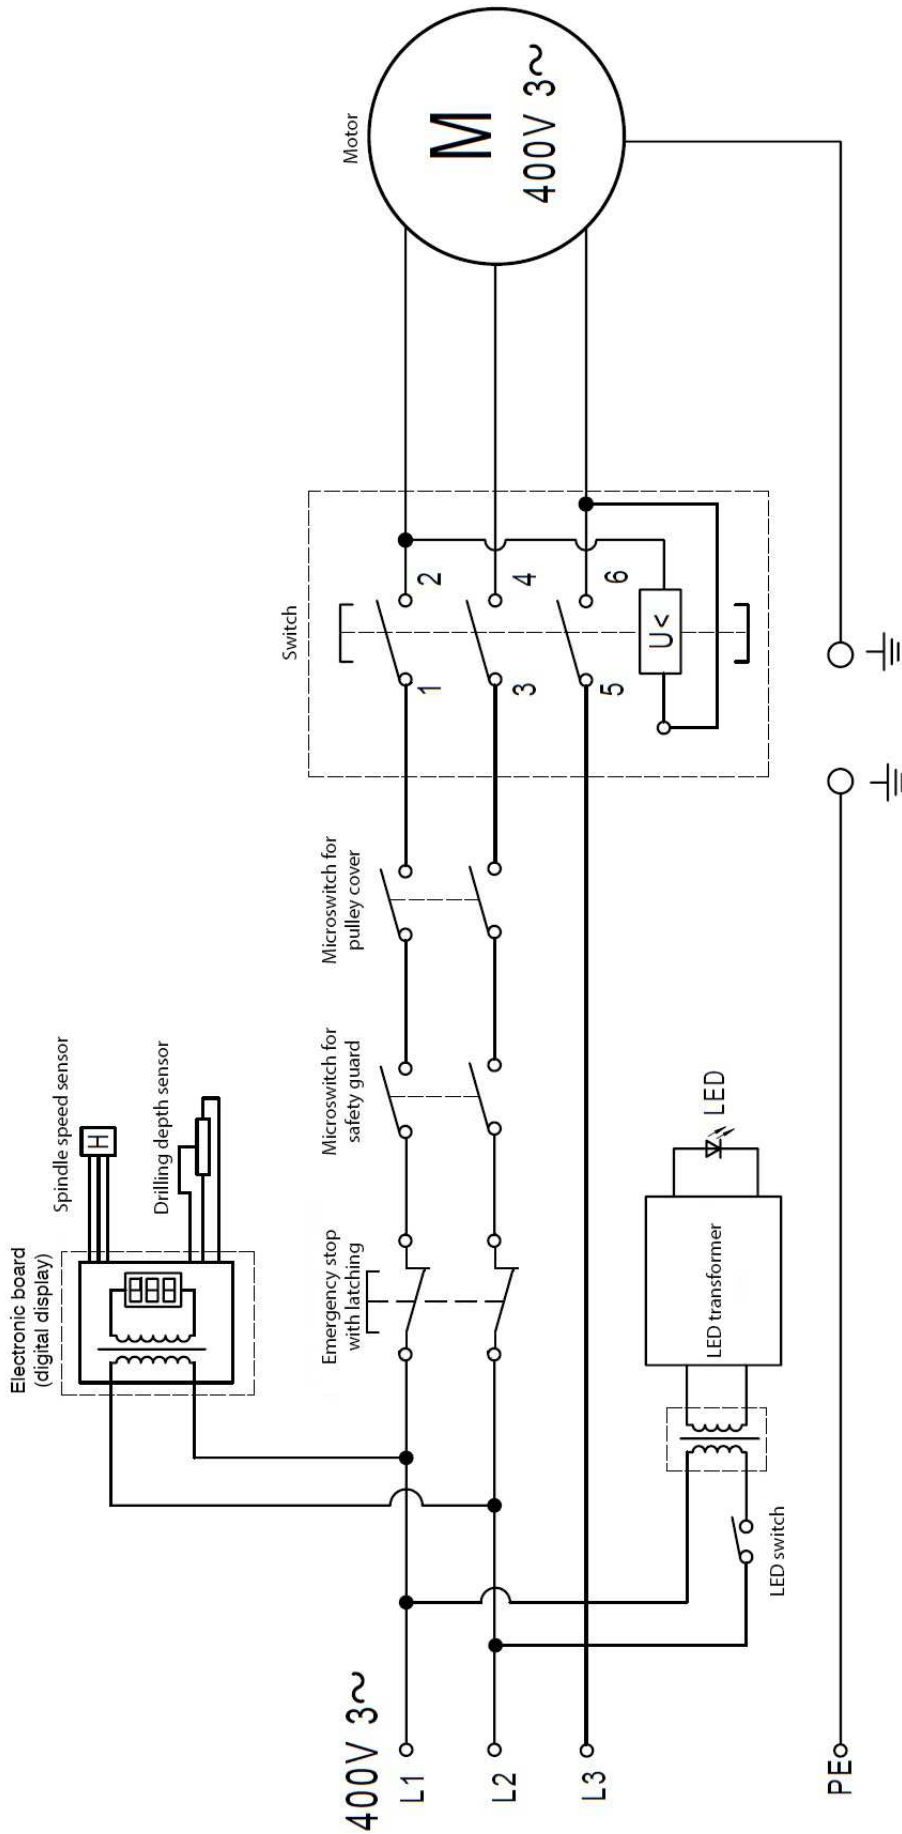 Electronic board
(digital display)
Spindle speed sensor
H
Drilling depth sensor
400V 3~
L1
L2
L3
PE
Emergency stop
with latching
Microswitch for
safety guard
Microswitch for
pulley cover
Switch
1
2
3
4
5
6
U<
Motor
M
400V 3~
LED switch
LED transformer
LED